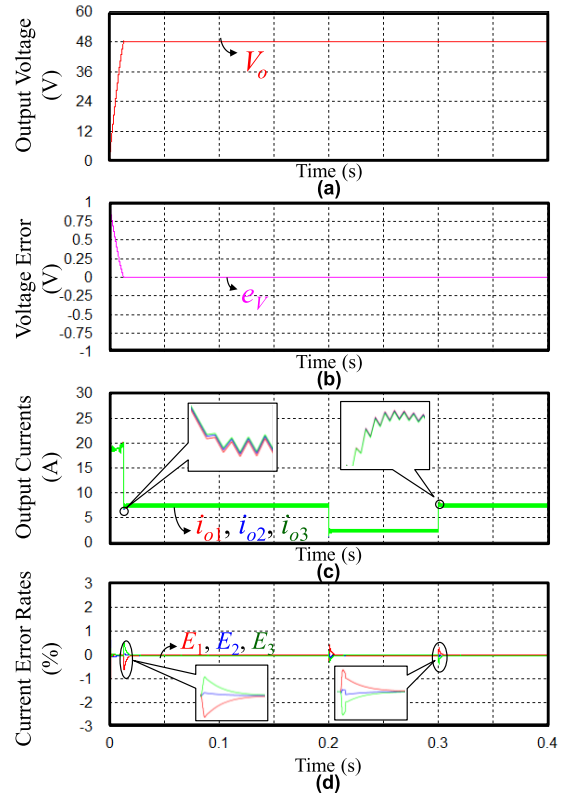 Output Voltage
(V)
60
48
36
24
12
0
V_o
Time (s)
(a)
Voltage Error
(V)
1
0.75
0.5
0.25
0
-0.25
-0.5
-0.75
-1
e_V
(b)
Output Currents
(A)
30
25
20
15
10
5
0
i_o1, i_o2, i_o3
Time (s)
(c)
Current Error Rates
(%)
3
2
1
0
-1
-2
-3
E_1, E_2, E_3
0 0.1 0.2 0.3 0.4
Time (s)
(d)